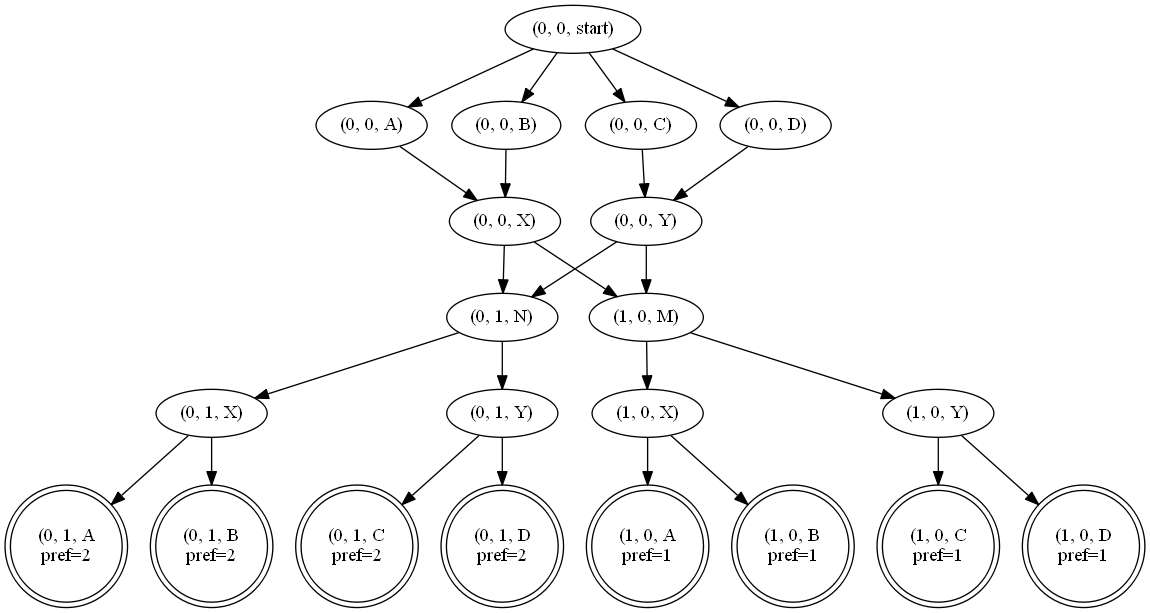 (0, 0, start)
(0, 0, A)
(0, 0, B)
(0, 0, C)
(0, 0, D)
(0, 0, X)
(0, 0, Y)
(0, 1, N)
(1, 0, M)
(0, 1, X)
(0, 1, Y)
(1, 0, X)
(1, 0, Y)
(0, 1, A
pref=2
(0, 1, B
pref=2
(0, 1, C
pref=2
(0, 1, D
pref=2
(1, 0, A
pref=1
(1, 0, B
pref=1
(1, 0, C
pref=1
(1, 0, D
pref=1